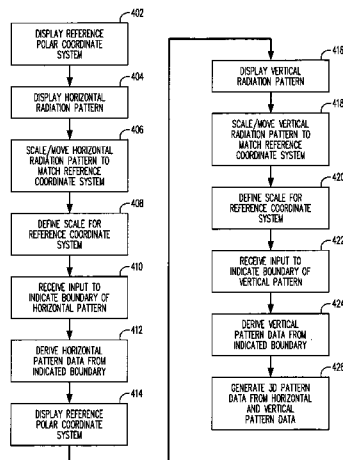 402
DISPLAY REFERENCE
POLAR COORDINATE
SYSTEM
404
DISPLAY HORIZONTAL
RADIATION PATTERN
406
SCALE/MOVE HORIZONTAL
RADIATION PATTERN TO
MATCH REFERENCE
COORDINATE SYSTEM
408
DEFINE SCALE FOR
REFERENCE COORDINATE
SYSTEM
410
RECEIVE INPUT TO
INDICATE BOUNDARY OF
HORIZONTAL PATTERN
412
DERIVE HORIZONTAL
PATTERN DATA FROM
INDICATED BOUNDARY
414
DISPLAY REFERENCE
POLAR COORDINATE
SYSTEM
416
DISPLAY VERTICAL
RADIATION PATTERN
418
SCALE/MOVE VERTICAL
RADIATION PATTERN TO
MATCH REFERENCE
COORDINATE SYSTEM
420
DEFINE SCALE FOR
REFERENCE COORDINATE
SYSTEM
422
RECEIVE INPUT TO
INDICATE BOUNDARY OF
VERTICAL PATTERN
424
DERIVE VERTICAL
PATTERN DATA FROM
INDICATED BOUNDARY
426
GENERATE 3D PATTERN
DATA FROM HORIZONTAL
AND VERTICAL
PATTERN DATA